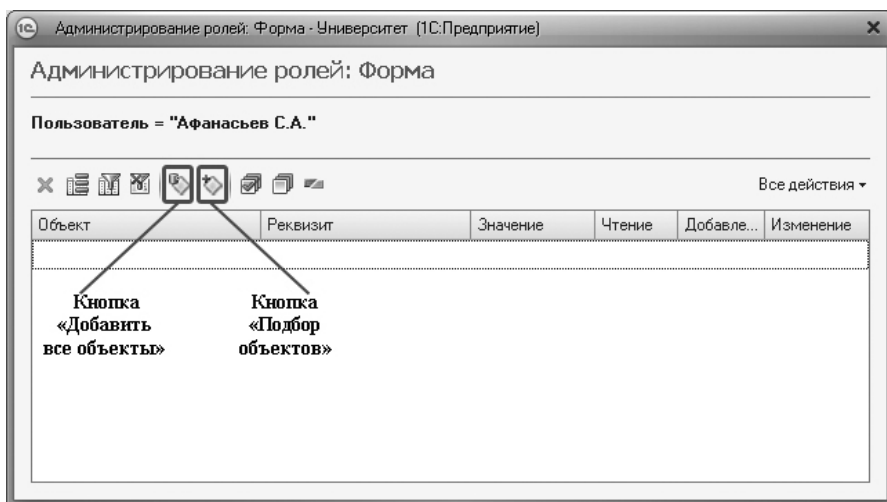 Администрирование ролей: Форма - Университет (1С:Предприятие)
Администрирование ролей: Форма
Пользователь = "Афанасьев С.А."
Все действия
Объект Реквизит Значение Чтение Добавле... Изменение
Кнопка
«Добавить
все объекты»
Кнопка
«Подбор
объектов»